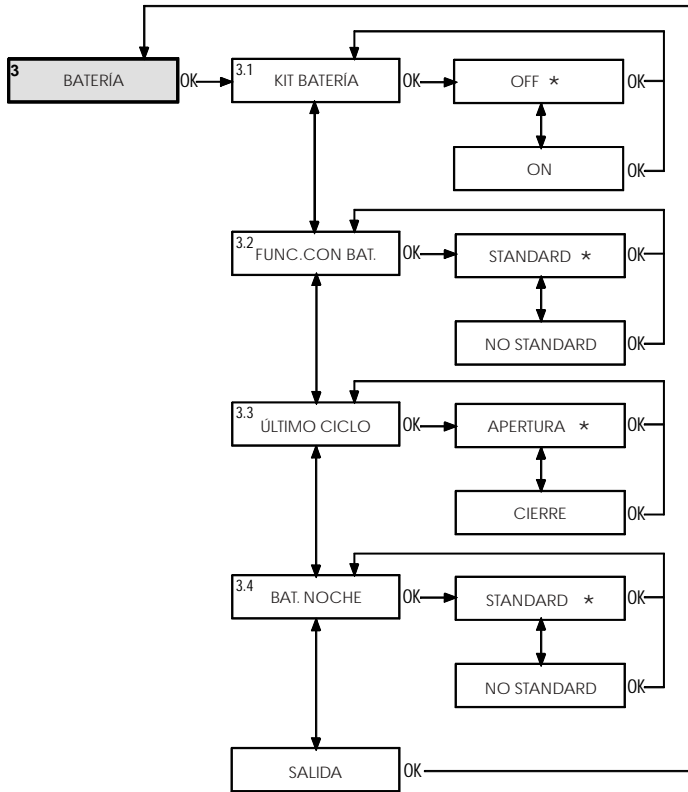 3 BATERÍA OK 3.1 KIT BATERÍA OK OFF * OK
ON OK
3.2 FUNC.CON BAT. OK STANDARD * OK
NO STANDARD OK
3.3 ÚLTIMO CICLO OK APERTURA * OK
CIERRE OK
3.4 BAT. NOCHE OK STANDARD * OK
NO STANDARD OK
SALIDA OK